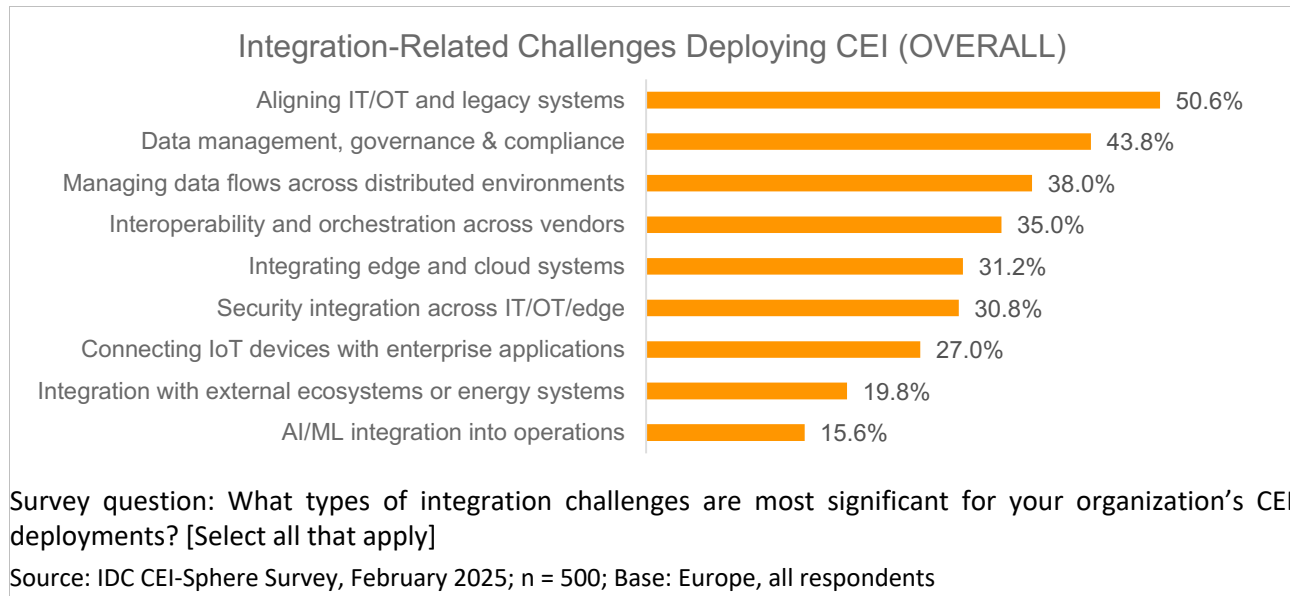 Integration-Related Challenges Deploying CEI (OVERALL)
Aligning IT/OT and legacy systems 50.6%
Data management, governance & compliance 43.8%
Managing data flows across distributed environments 38.0%
Interoperability and orchestration across vendors 35.0%
Integrating edge and cloud systems 31.2%
Security integration across IT/OT/edge 30.8%
Connecting IoT devices with enterprise applications 27.0%
Integration with external ecosystems or energy systems 19.8%
AI/ML integration into operations 15.6%
Survey question: What types of integration challenges are most significant for your organization’s CEI
deployments? [Select all that apply]
Source: IDC CEI-Sphere Survey, February 2025; n = 500; Base: Europe, all respondents